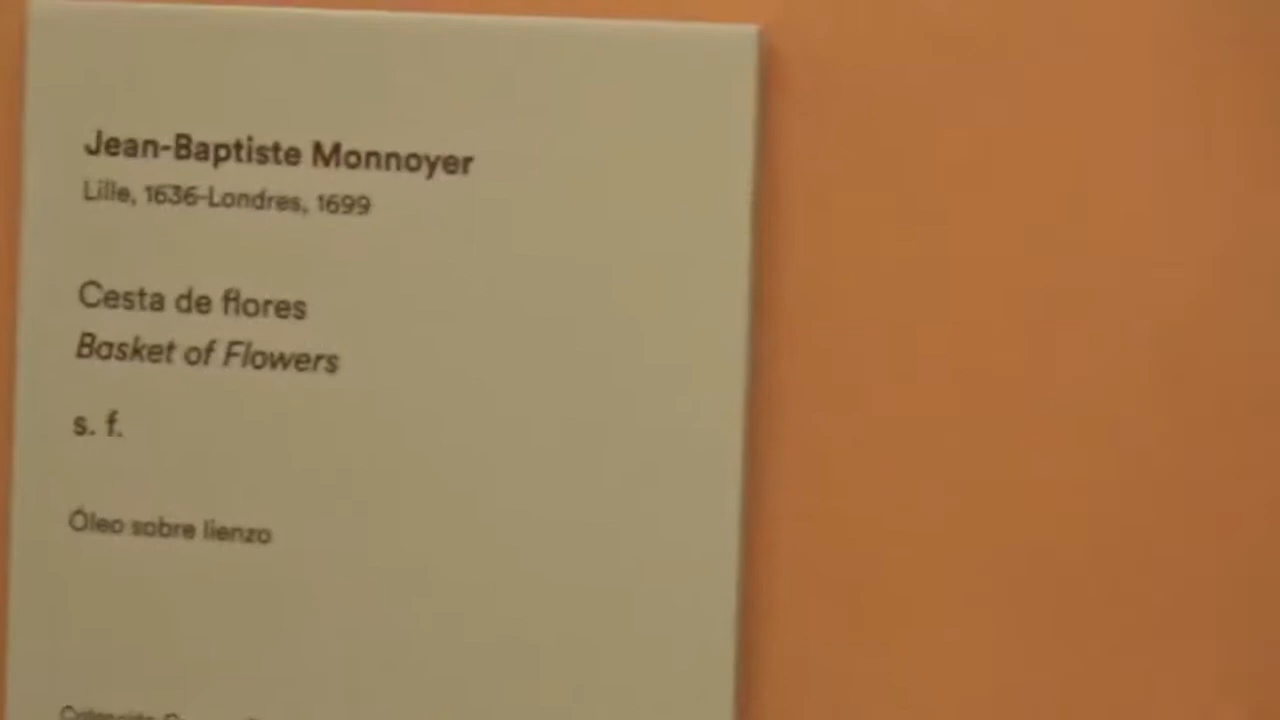 Jean-Baptiste Monnoyer
Lille, 1636-Londres, 1699
Cesta de flores
Basket of Flowers
s. f.
Óleo sobre lienzo